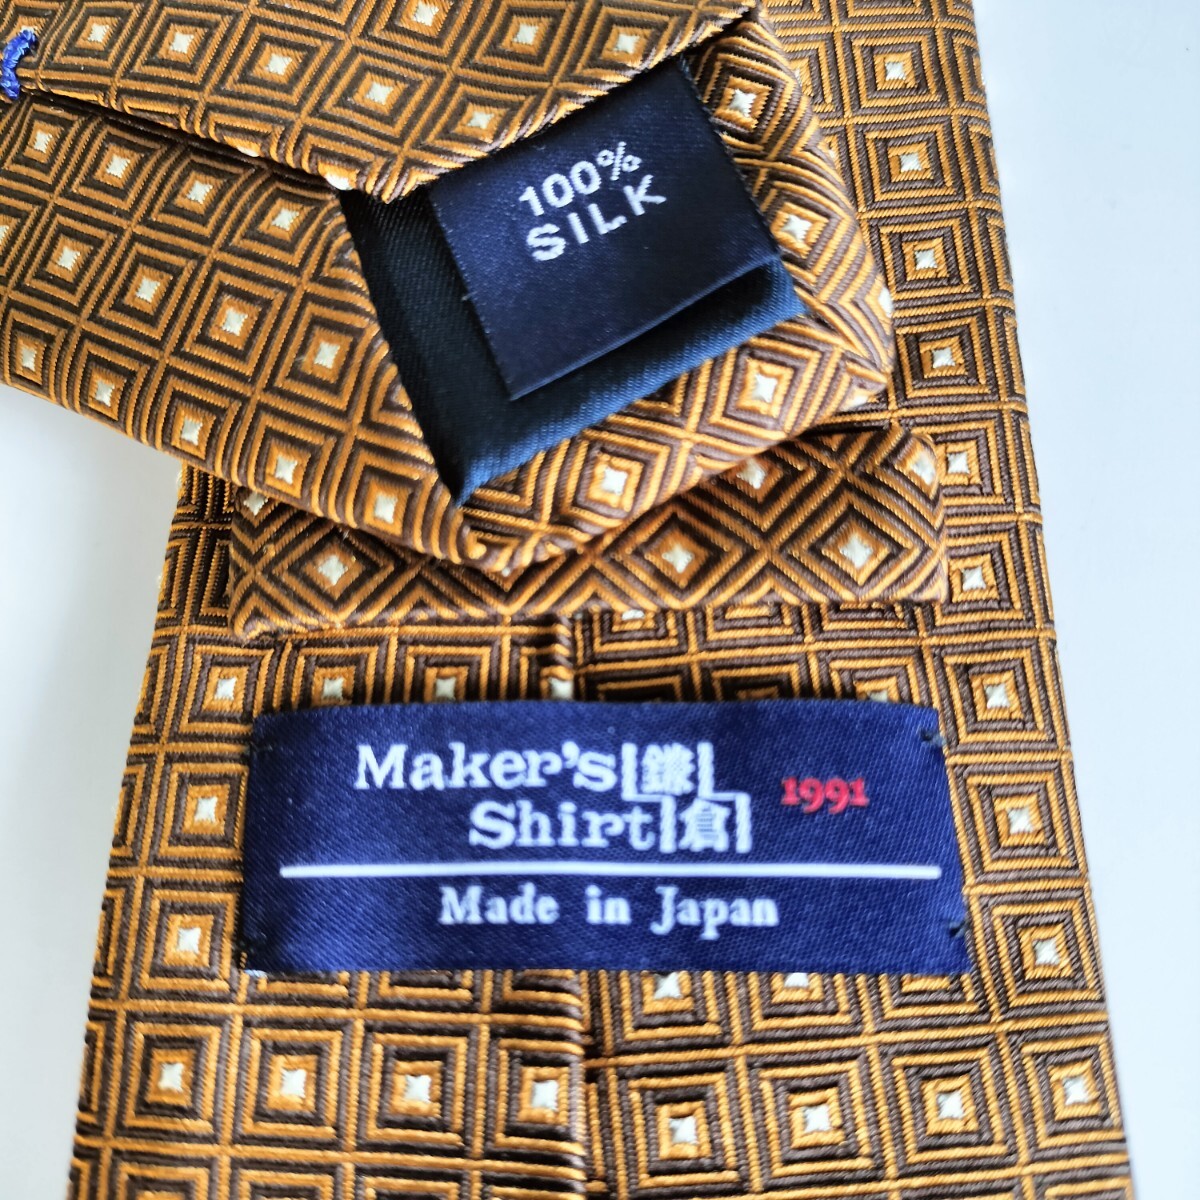 100%
SILK
Maker's 鎌 1991
Shirt 倉
Made in Japan